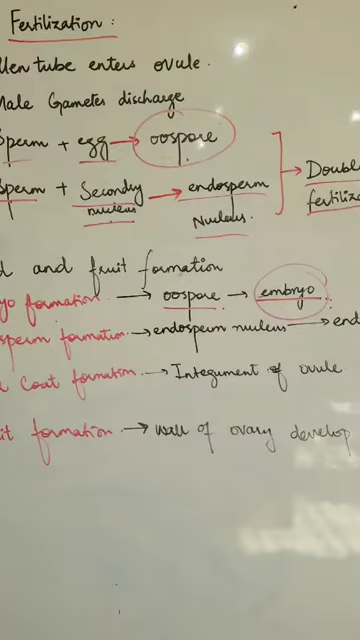 Fertilization :
llen tube enters ovule.
Male Gametes discharge
Sperm + egg → oospore
Sperm + Secondry nucleus → endosperm Nucleus. → Double fertiliza
d and fruit formation
yo formation → oospore → embryo
sperm formation → endosperm nucleus → end
Coat formation → Integument of ovule
it formation → wall of ovary develop